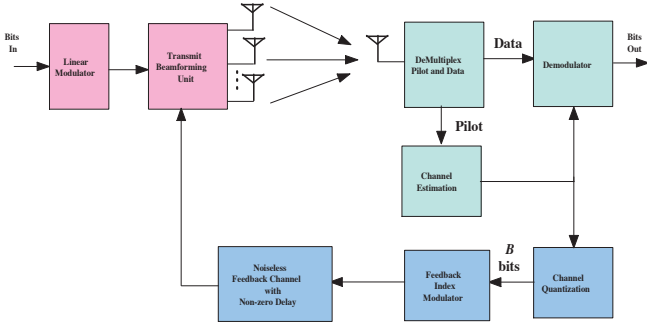 Bits
In
Linear
Modulator
Transmit
Beamforming
Unit
DeMultiplex
Pilot and Data
Data
Demodulator
Bits
Out
Pilot
Channel
Estimation
Noiseless
Feedback Channel
with
Non-zero Delay
Feedback
Index
Modulator
B
bits
Channel
Quantization